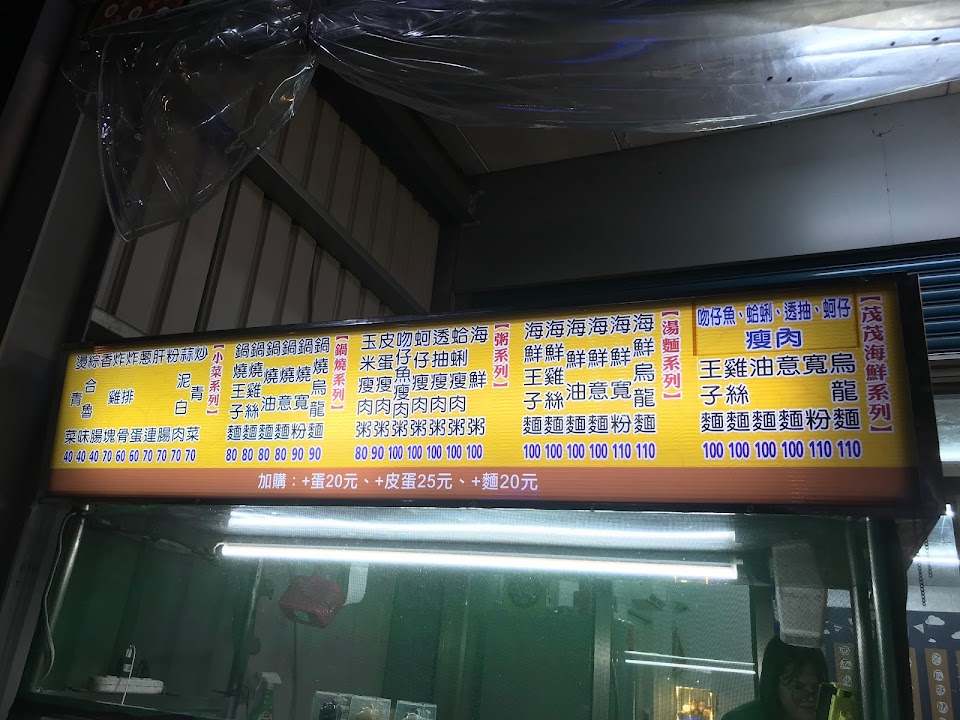 【茂茂海鮮系列】
吻仔魚、蛤蜊、透抽、蚵仔
瘦肉
烏龍麵 110
寬粉 110
意麵 100
油麵 100
雞絲麵 100
王子麵 100
【湯麵系列】
海鮮烏龍麵 110
海鮮寬粉 110
海鮮意麵 100
海鮮油麵 100
海鮮雞絲麵 100
海鮮王子麵 100
【粥系列】
海鮮粥 100
蛤蜊瘦肉粥 100
透抽瘦肉粥 100
蚵仔瘦肉粥 100
吻仔魚瘦肉粥 100
皮蛋瘦肉粥 90
玉米瘦肉粥 80
【鍋燒系列】
鍋燒烏龍麵 90
鍋燒寬粉 90
鍋燒意麵 80
鍋燒油麵 80
鍋燒雞絲麵 80
鍋燒王子麵 80
【小菜系列】
炒青菜 70
蒜泥白肉 70
粉腸 70
肝連 70
蔥蛋 60
炸排骨 60
炸雞塊 70
香腸 40
綜合魯味 40
燙青菜 40
加購：+蛋20元、+皮蛋25元、+麵20元